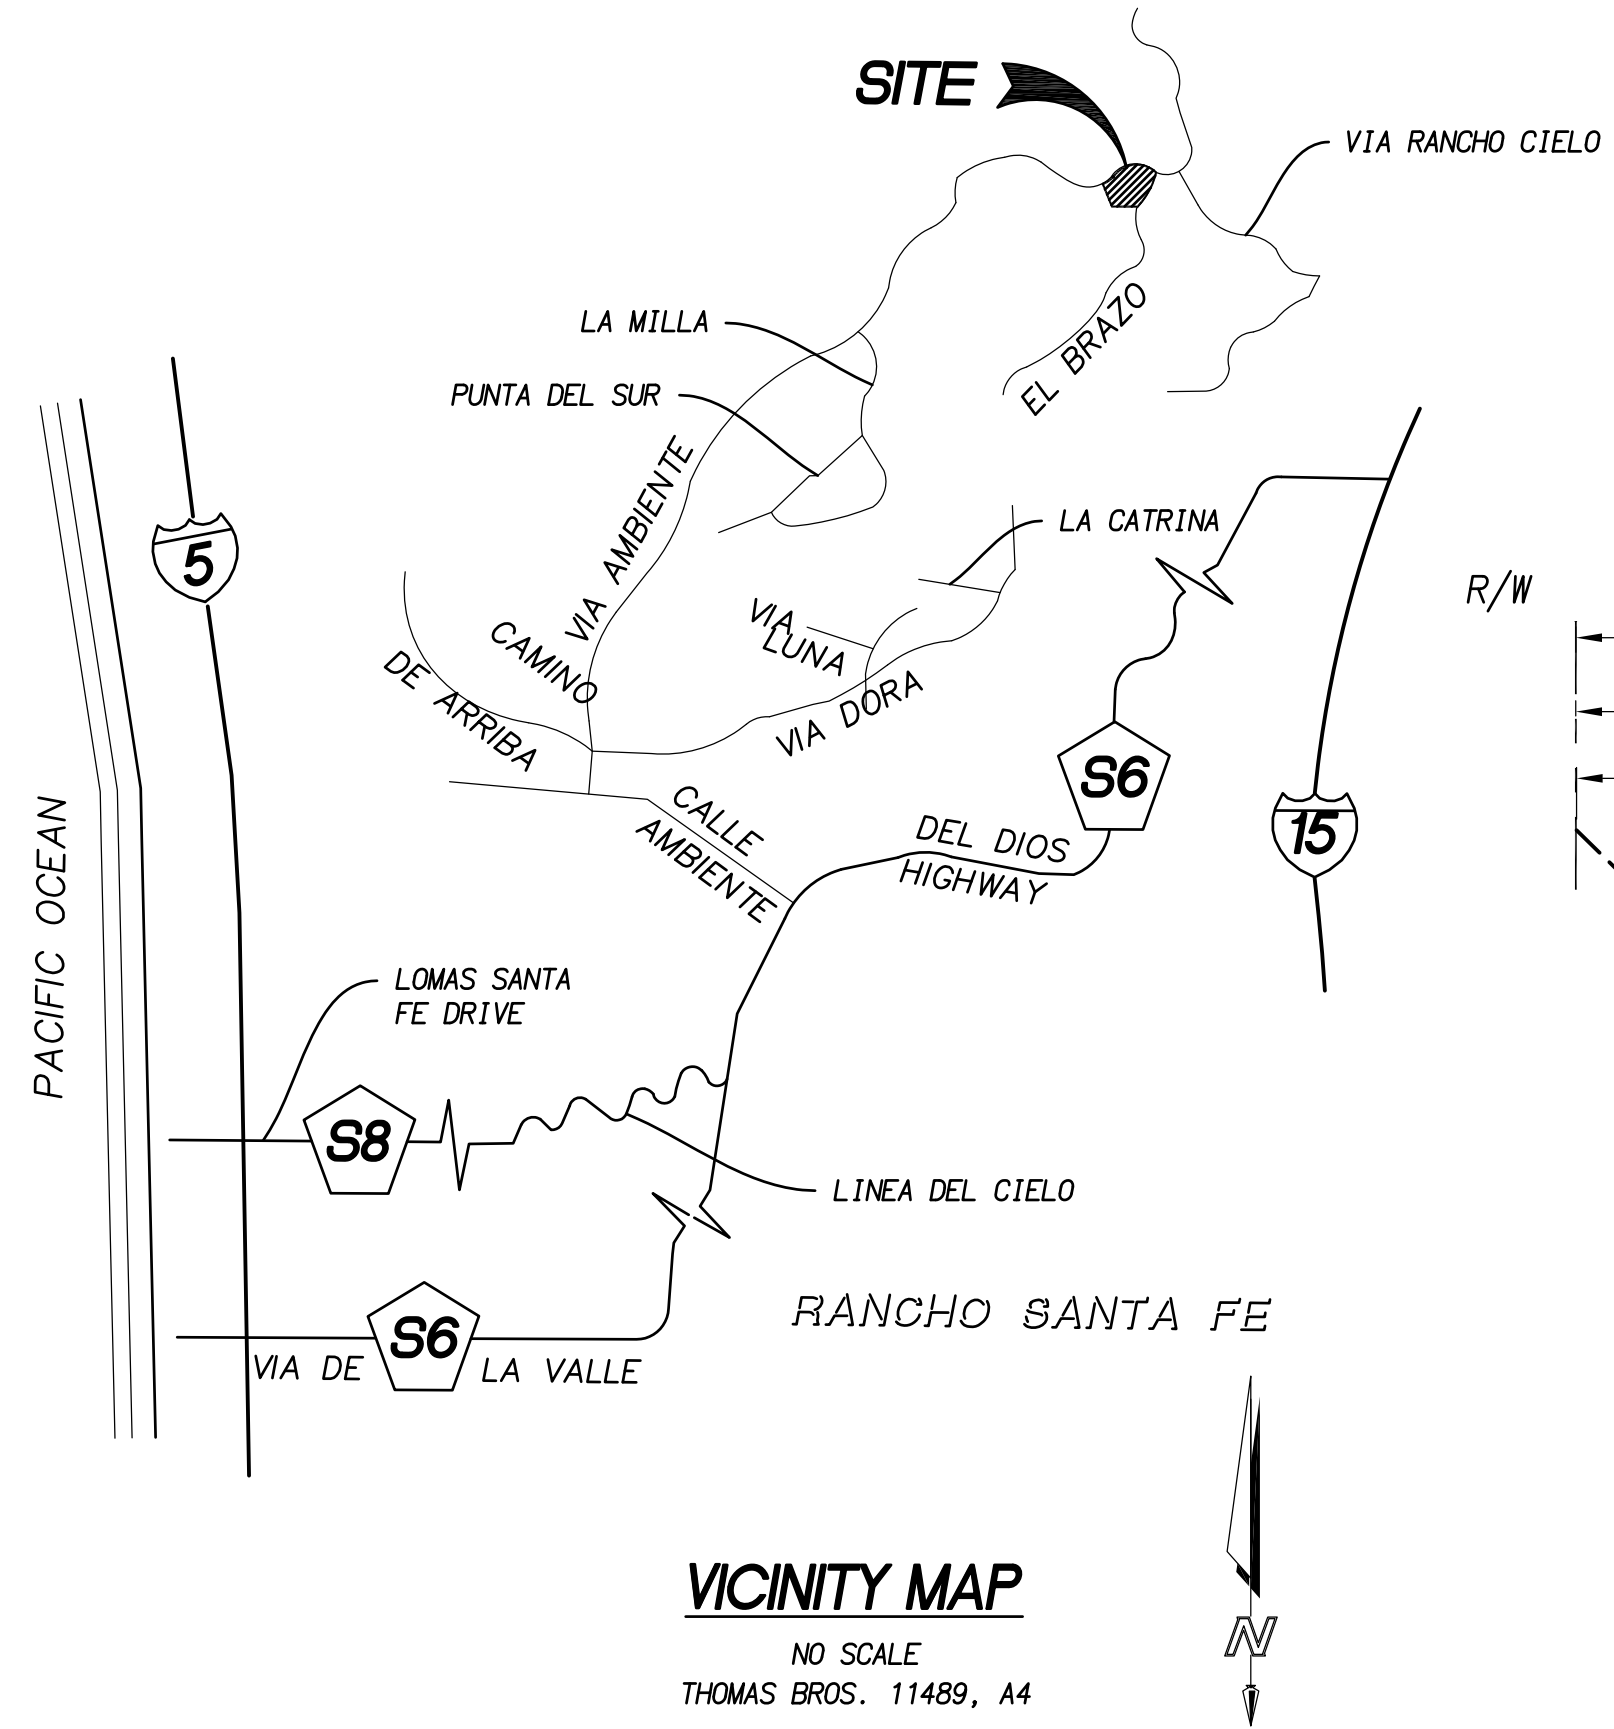 SITE
VIA RANCHO CIELO
LA MILLA
EL BRAZO
PUNTA DEL SUR
VIA AMBIENTE
LA CATRINA
5
R/W
VIA
LUNA
CAMINO
DE ARRIBA
VIA DORA
S6
15
CALLE
AMBIENTE
DEL DIOS
HIGHWAY
PACIFIC OCEAN
LOMAS SANTA
FE DRIVE
S8
LINEA DEL CIELO
RANCHO SANTA FE
S6
VIA DE LA VALLE
VICINITY MAP
NO SCALE
THOMAS BROS. 11489, A4
N